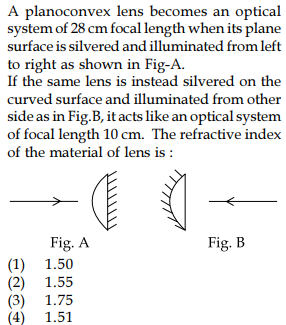 A planoconvex lens becomes an optical
system of 28 cm focal length when its plane
surface is silvered and illuminated from left
to right as shown in Fig-A.
If the same lens is instead silvered on the
curved surface and illuminated from other
side as in Fig.B, it acts like an optical system
of focal length 10 cm. The refractive index
of the material of lens is :
Fig. A Fig. B
(1) 1.50
(2) 1.55
(3) 1.75
(4) 1.51